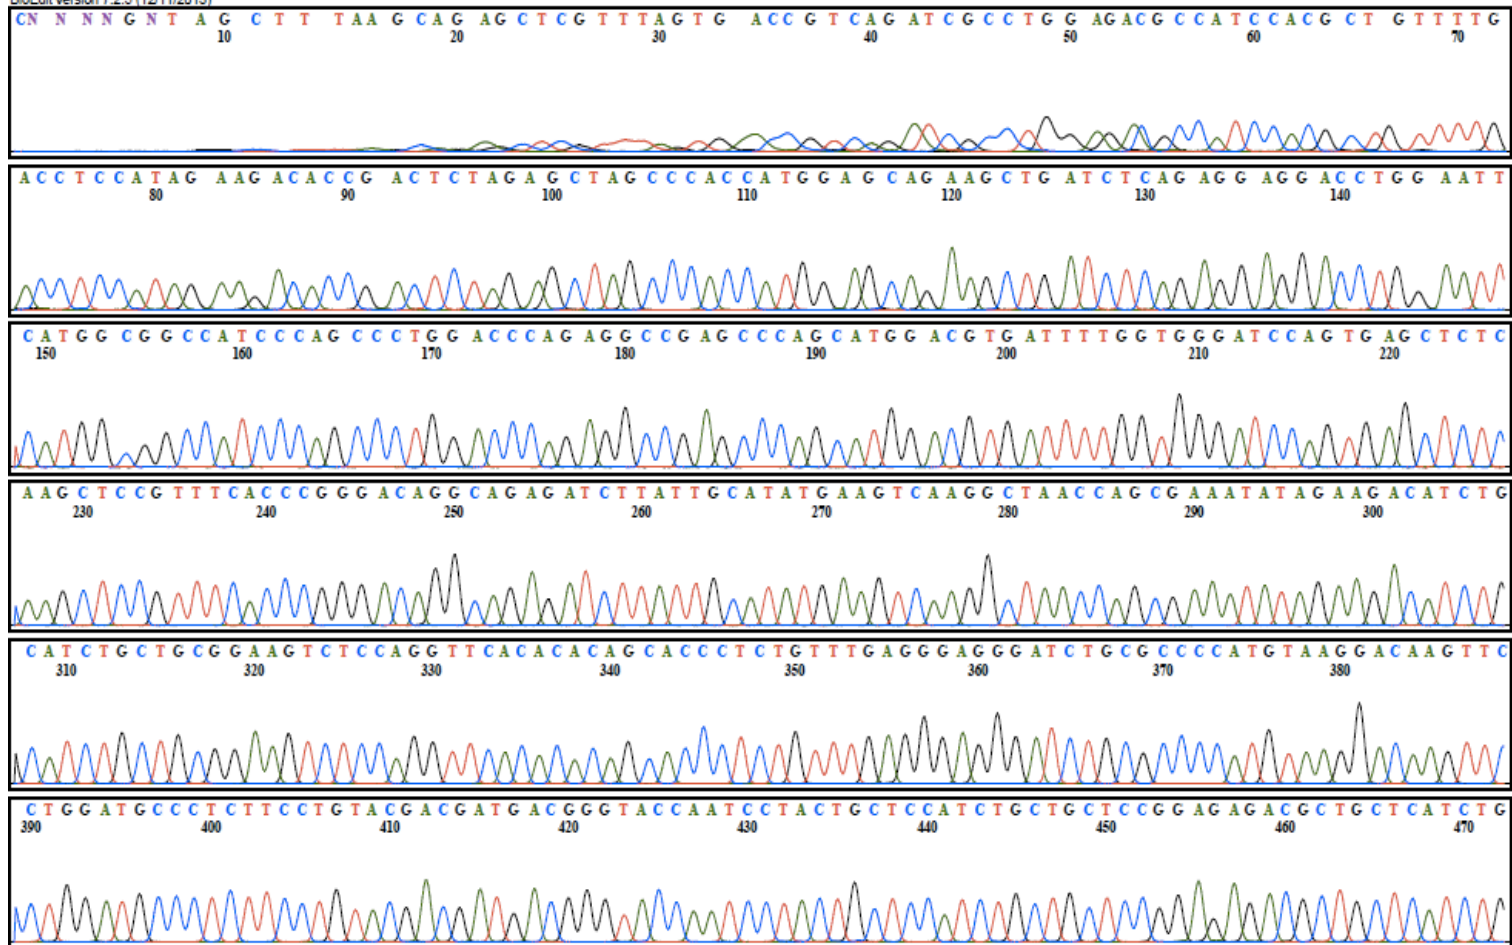 BioEdit version 7.2.5 (12/11/2013)
CN N N N G N T A G C T T T A A G C A G A G C T C G T T T A G T G A C C G T C A G A T C G C C T G G A G A C G C C A T C C A C G C T G T T T T G
10 20 30 40 50 60 70
A C C T C C A T A G A A G A C A C C G A C T C T A G A G C T A G C C C A C C A T G G A G C A G A A G C T G A T C T C A G A G G A G G A C C T G G A A T T
80 90 100 110 120 130 140
C A T G G C G G C C A T C C C A G C C C T G G A C C C A G A G G C C G A G C C C A G C A T G G A C G T G A T T T T G G T G G G A T C C A G T G A G C T C T C
150 160 170 180 190 200 210 220
A A G C T C C G T T T C A C C C G G G A C A G G C A G A G A T C T T A T T G C A T A T G A A G T C A A G G C T A A C C A G C G A A A T A T A G A A G A C A T C T G
230 240 250 260 270 280 290 300
C A T C T G C T G C G G A A G T C T C C A G G T T C A C A C A C A G C A C C C T C T G T T T G A G G G A G G G A T C T G C G C C C C A T G T A A G G A C A A G T T C
310 320 330 340 350 360 370 380
C T G G A T G C C C T C T T C C T G T A C G A C G A T G A C G G G T A C C A A T C C T A C T G C T C C A T C T G C T G C T C C G G A G A G A C G C T G C T C A T C T G
390 400 410 420 430 440 450 460 470